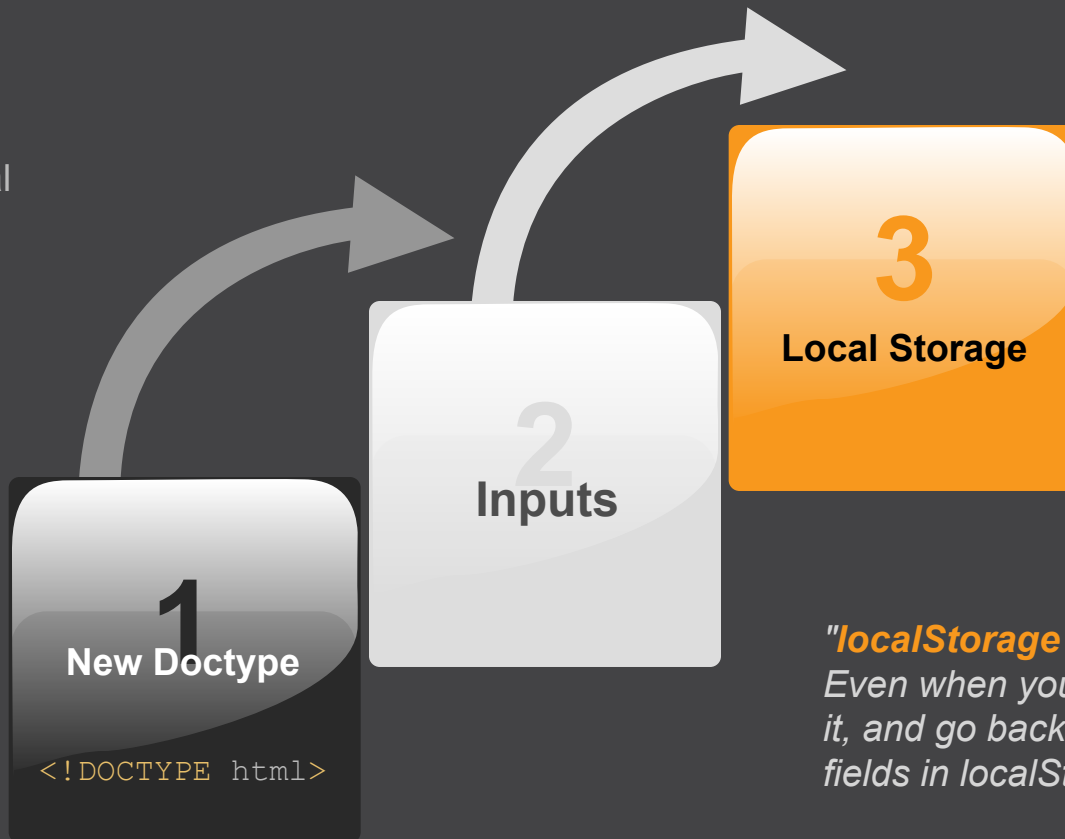 al
3
Local Storage
2
Inputs
1
New Doctype
<!DOCTYPE html>
"localStorage
Even when you
it, and go back
fields in localSt